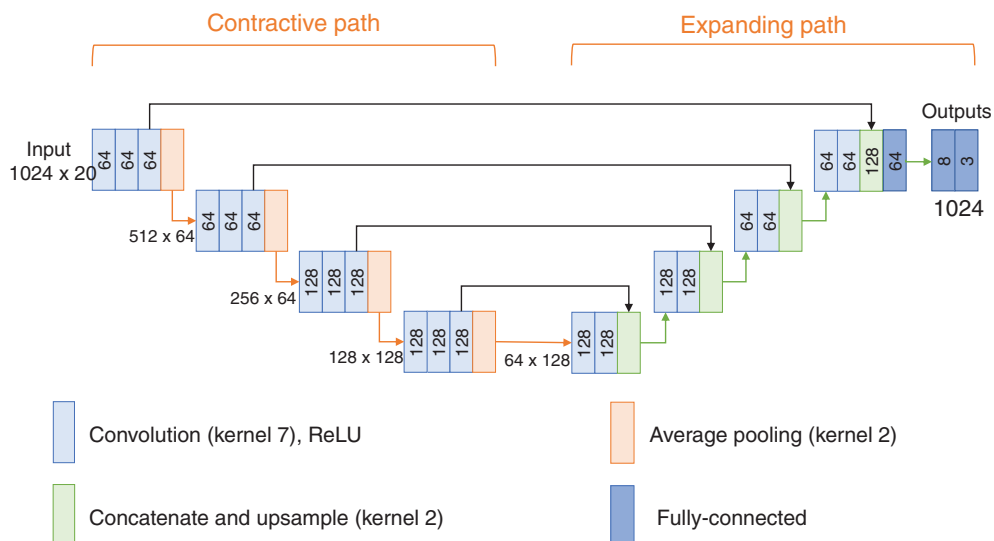 Contractive path
Expanding path
Input
1024 x 20
64 64 64
512 x 64
64 64 64
256 x 64
128 128 128
128 x 128
128 128 128
64 x 128
128 128
128 128
64 64
64 64 128 64
Outputs
8 3
1024
Convolution (kernel 7), ReLU
Average pooling (kernel 2)
Concatenate and upsample (kernel 2)
Fully-connected